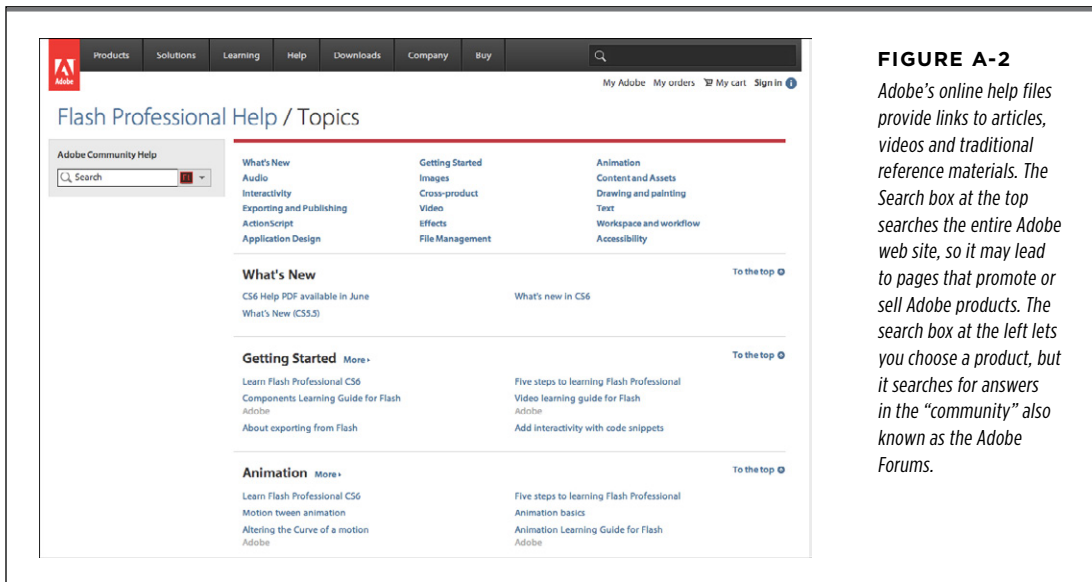 Adobe
Products Solutions Learning Help Downloads Company Buy
My Adobe My orders My cart Sign in
Flash Professional Help / Topics
Adobe Community Help
Search
What's New Getting Started Animation
Audio Images Content and Assets
Interactivity Cross-product Drawing and painting
Exporting and Publishing Video Text
ActionScript Effects Workspace and workflow
Application Design File Management Accessibility
What's New To the top
CS6 Help PDF available in June What's new in CS6
What's New (CS5.5)
Getting Started More To the top
Learn Flash Professional CS6 Five steps to learning Flash Professional
Components Learning Guide for Flash Video learning guide for Flash
Adobe Adobe
About exporting from Flash Add interactivity with code snippets
Animation More To the top
Learn Flash Professional CS6 Five steps to learning Flash Professional
Motion tween animation Animation basics
Altering the Curve of a motion Animation Learning Guide for Flash
Adobe Adobe
FIGURE A-2
Adobe's online help files
provide links to articles,
videos and traditional
reference materials. The
Search box at the top
searches the entire Adobe
web site, so it may lead
to pages that promote or
sell Adobe products. The
search box at the left lets
you choose a product, but
it searches for answers
in the “community” also
known as the Adobe
Forums.